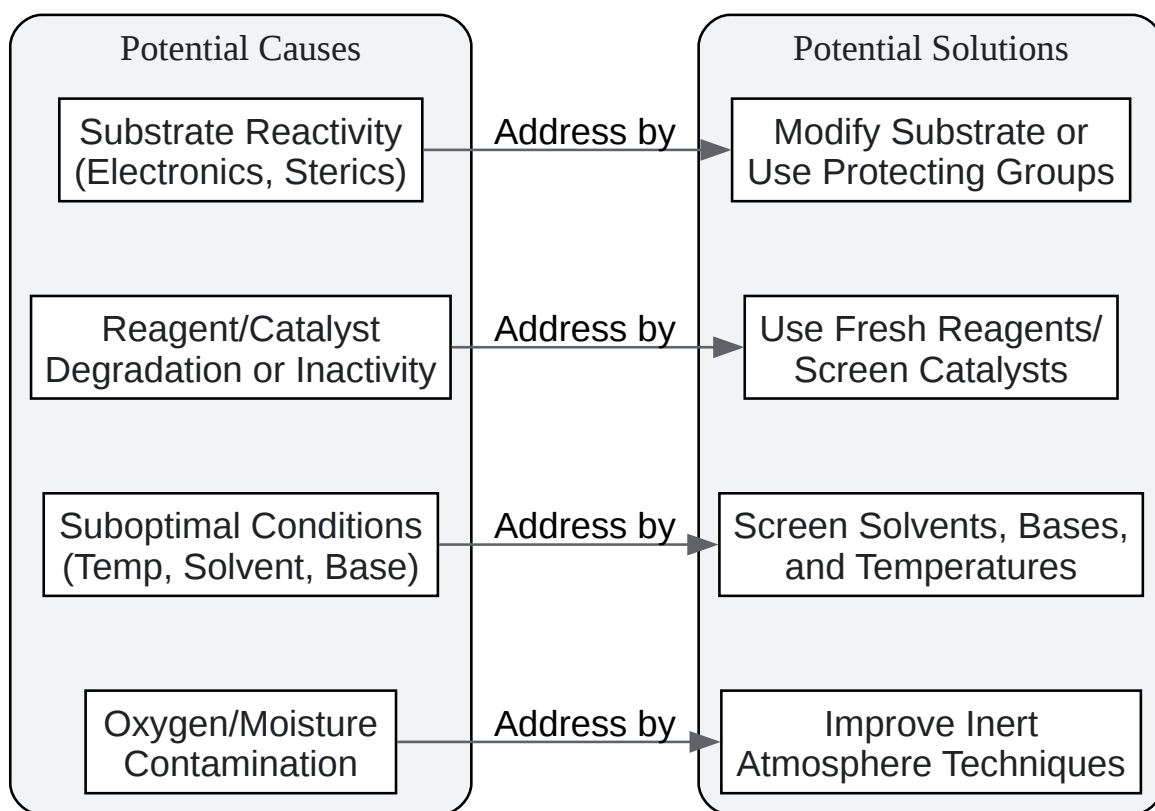 Potential Causes
Potential Solutions
Substrate Reactivity
(Electronics, Sterics)
Address by
Modify Substrate or
Use Protecting Groups
Reagent/Catalyst
Degradation or Inactivity
Address by
Use Fresh Reagents/
Screen Catalysts
Suboptimal Conditions
(Temp, Solvent, Base)
Address by
Screen Solvents, Bases,
and Temperatures
Oxygen/Moisture
Contamination
Address by
Improve Inert
Atmosphere Techniques